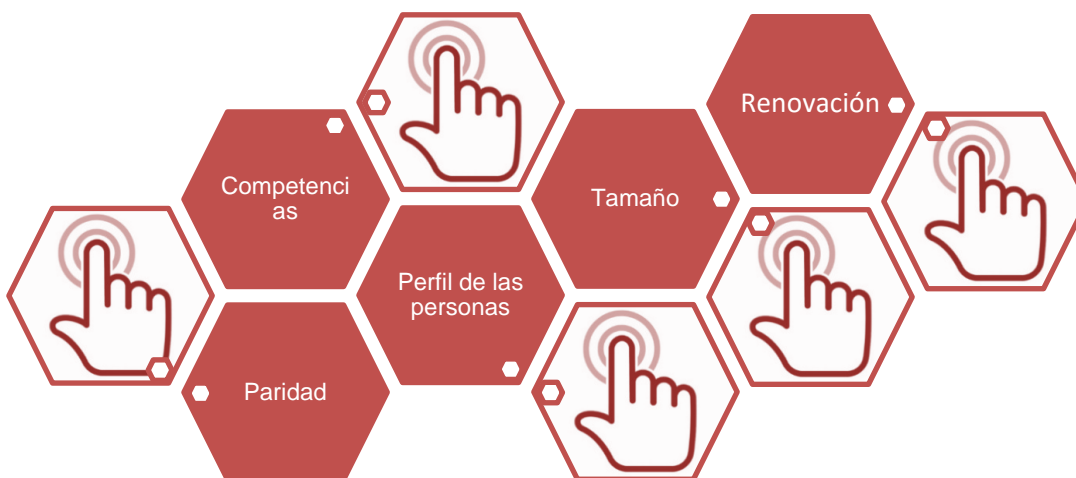 Renovación
Competenci
as
Tamaño
Perfil de las
personas
Paridad